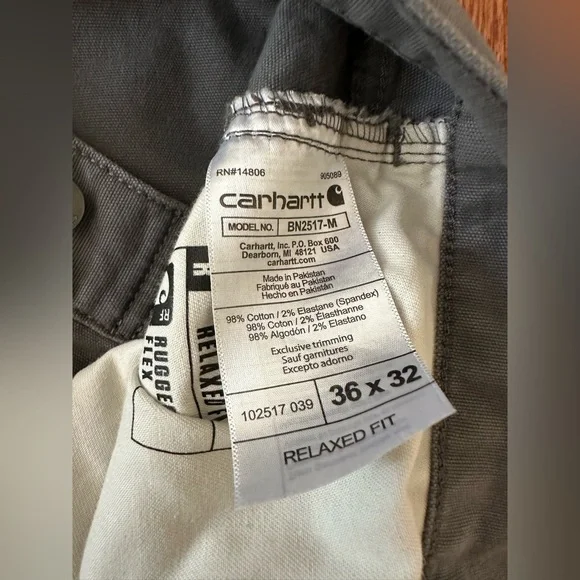 RN#14806
carhartt
MODEL NO. BN2517-M
Carhartt, Inc. P.O. Box 600
Dearborn, MI 48121 USA
carhartt.com
Made in Pakistan
Fabriqué au Pakistan
Hecho en Pakistán
98% Cotton / 2% Elastane (Spandex)
98% Coton / 2% Élasthanne
98% Algodón / 2% Elastano
Exclusive trimming
Sauf garnitures
Excepto adorno
102517 039
36 x 32
RELAXED FIT
RF
RUGGE
FLEX
RELAXED F